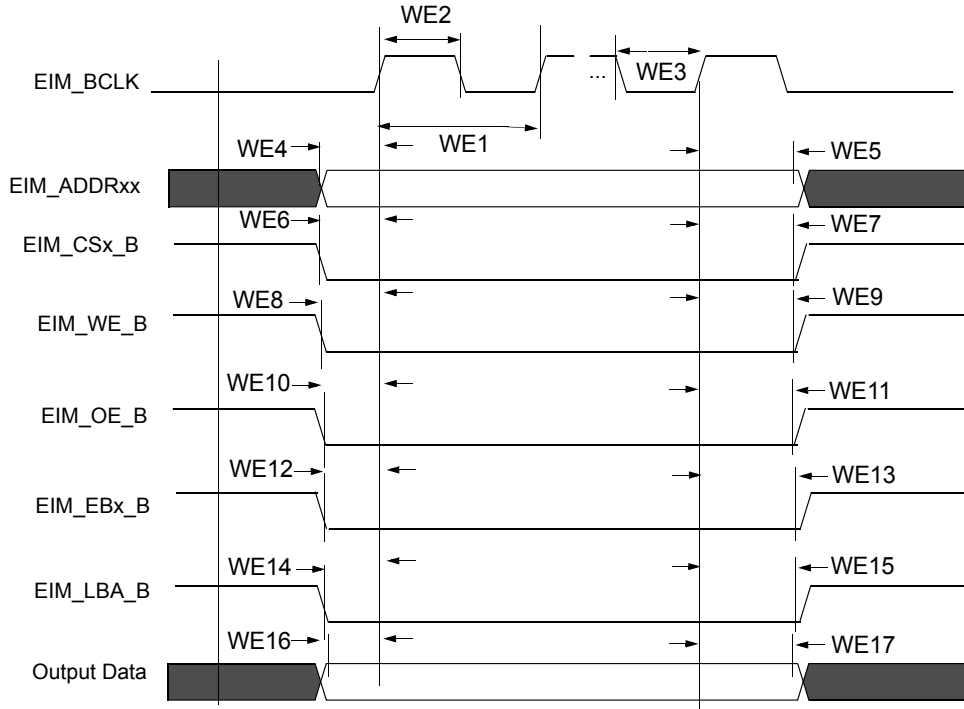 WE2
EIM_BCLK
...
WE3
WE1
WE4
WE5
EIM_ADDRxx
WE6
WE7
EIM_CSx_B
WE8
WE9
EIM_WE_B
WE10
WE11
EIM_OE_B
WE12
WE13
EIM_EBx_B
WE14
WE15
EIM_LBA_B
WE16
WE17
Output Data